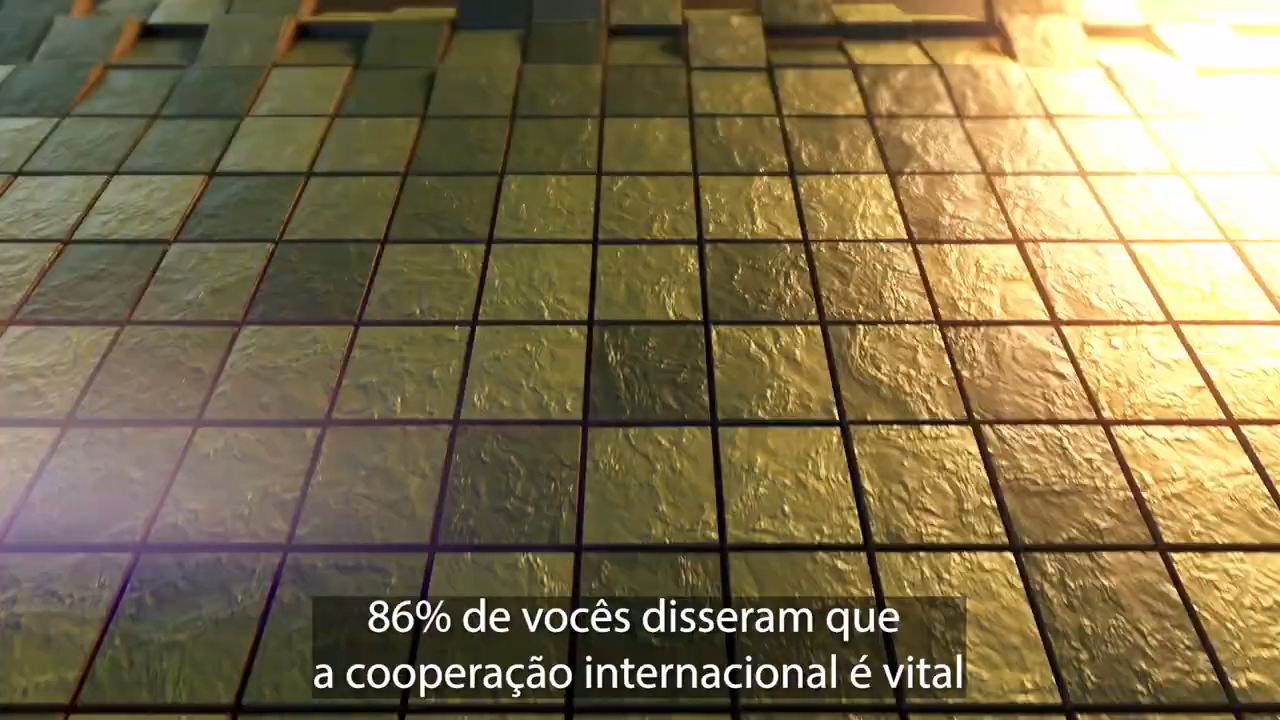 86% de vocês disseram que
a cooperação internacional é vital